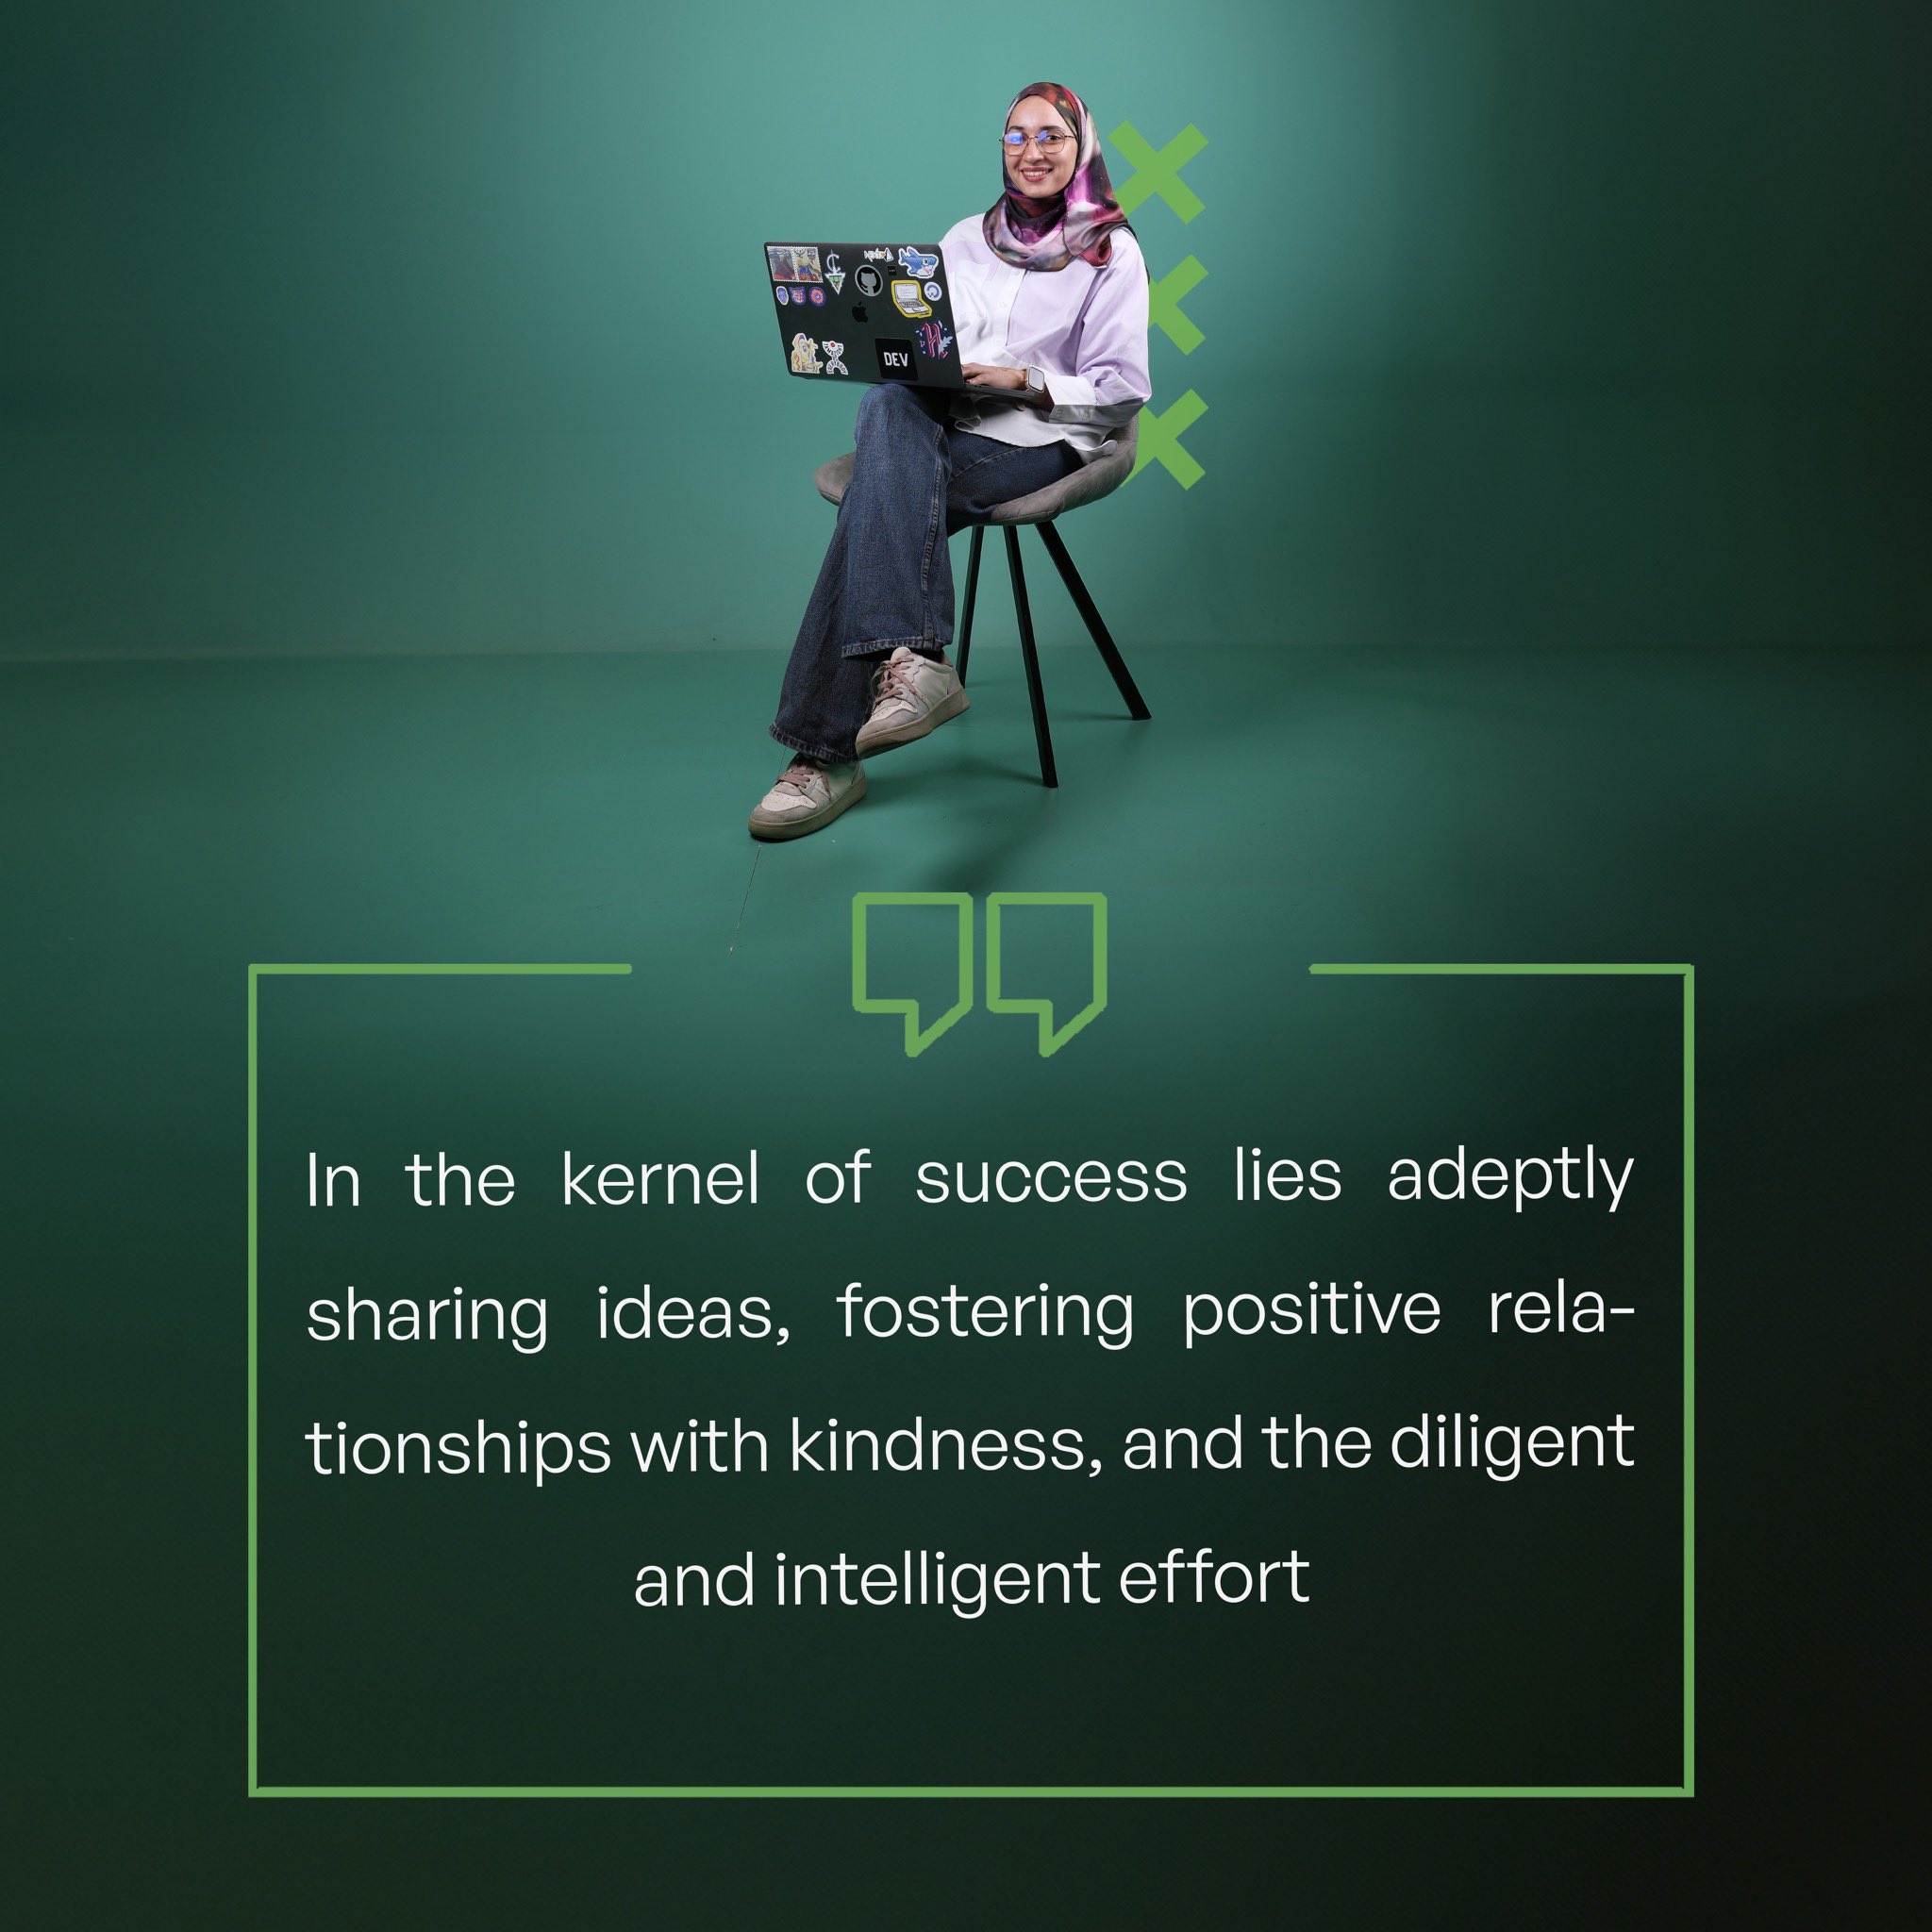 DEV
In the kernel of success lies adeptly
sharing ideas, fostering positive rela-
tionships with kindness, and the diligent
and intelligent effort